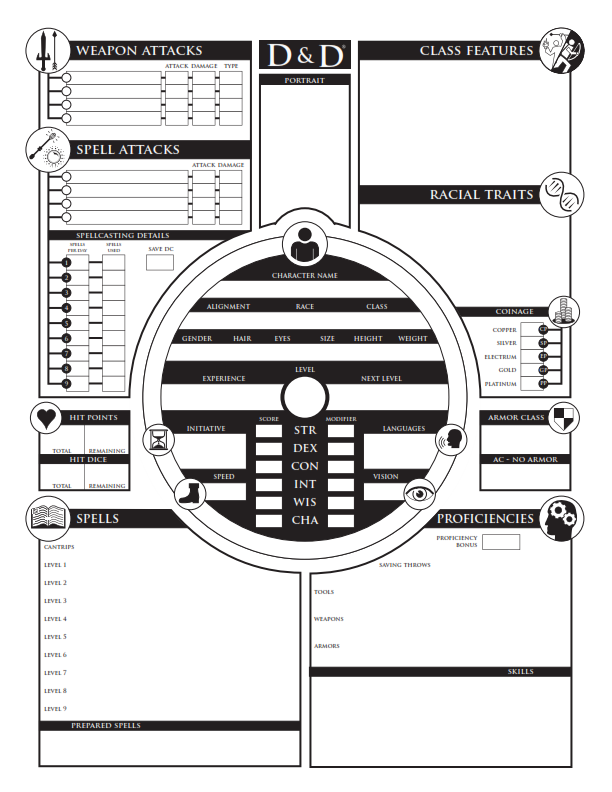 WEAPON ATTACKS
ATTACK DAMAGE TYPE
SPELL ATTACKS
ATTACK DAMAGE
SPELLCASTING DETAILS
SPELLS PER DAY
SPELLS USED
SAVE DC
1
2
3
4
5
6
7
8
9
D&D®
PORTRAIT
CLASS FEATURES
RACIAL TRAITS
COINAGE
COPPER CP
SILVER SP
ELECTRUM EP
GOLD GP
PLATINUM PP
CHARACTER NAME
ALIGNMENT RACE CLASS
GENDER HAIR EYES SIZE HEIGHT WEIGHT
LEVEL
EXPERIENCE NEXT LEVEL
SCORE MODIFIER
INITIATIVE
LANGUAGES
SPEED
VISION
STR
DEX
CON
INT
WIS
CHA
HIT POINTS
TOTAL REMAINING
HIT DICE
TOTAL REMAINING
ARMOR CLASS
AC - NO ARMOR
SPELLS
CANTRIPS
LEVEL 1
LEVEL 2
LEVEL 3
LEVEL 4
LEVEL 5
LEVEL 6
LEVEL 7
LEVEL 8
LEVEL 9
PREPARED SPELLS
PROFICIENCIES
PROFICIENCY
BONUS
SAVING THROWS
TOOLS
WEAPONS
ARMORS
SKILLS